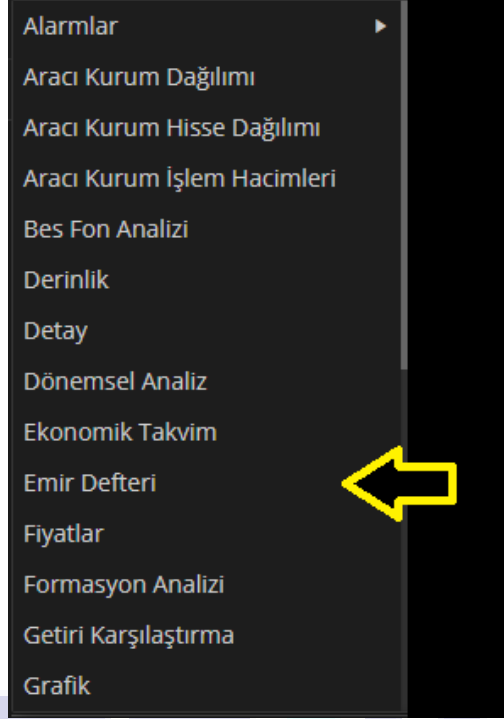 Alarmlar
Aracı Kurum Dağılımı
Aracı Kurum Hisse Dağılımı
Aracı Kurum İşlem Hacimleri
Bes Fon Analizi
Derinlik
Detay
Dönemsel Analiz
Ekonomik Takvim
Emir Defteri
Fiyatlar
Formasyon Analizi
Getiri Karşılaştırma
Grafik